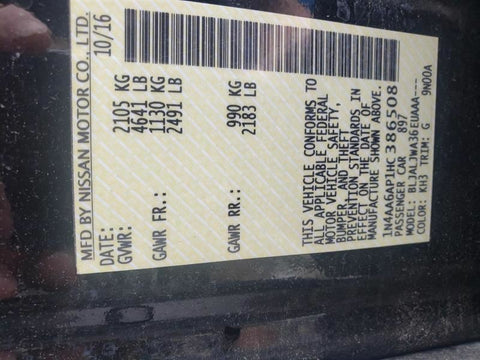 MFD BY NISSAN MOTOR CO., LTD.
DATE: 10/16
GVWR: 2105 KG
4641 LB
GAWR FR.: 1130 KG
2491 LB
GAWR RR.: 990 KG
2183 LB
THIS VEHICLE CONFORMS TO
ALL APPLICABLE FEDERAL
MOTOR VEHICLE SAFETY,
BUMPER, AND THEFT
PREVENTION STANDARDS IN
EFFECT ON THE DATE OF
MANUFACTURE SHOWN ABOVE.
1N4AA6AP1HC386508
PASSENGER CAR 897
MODEL: BLJALJWA36EUAAA---
COLOR: KH3 TRIM: G 9N00A